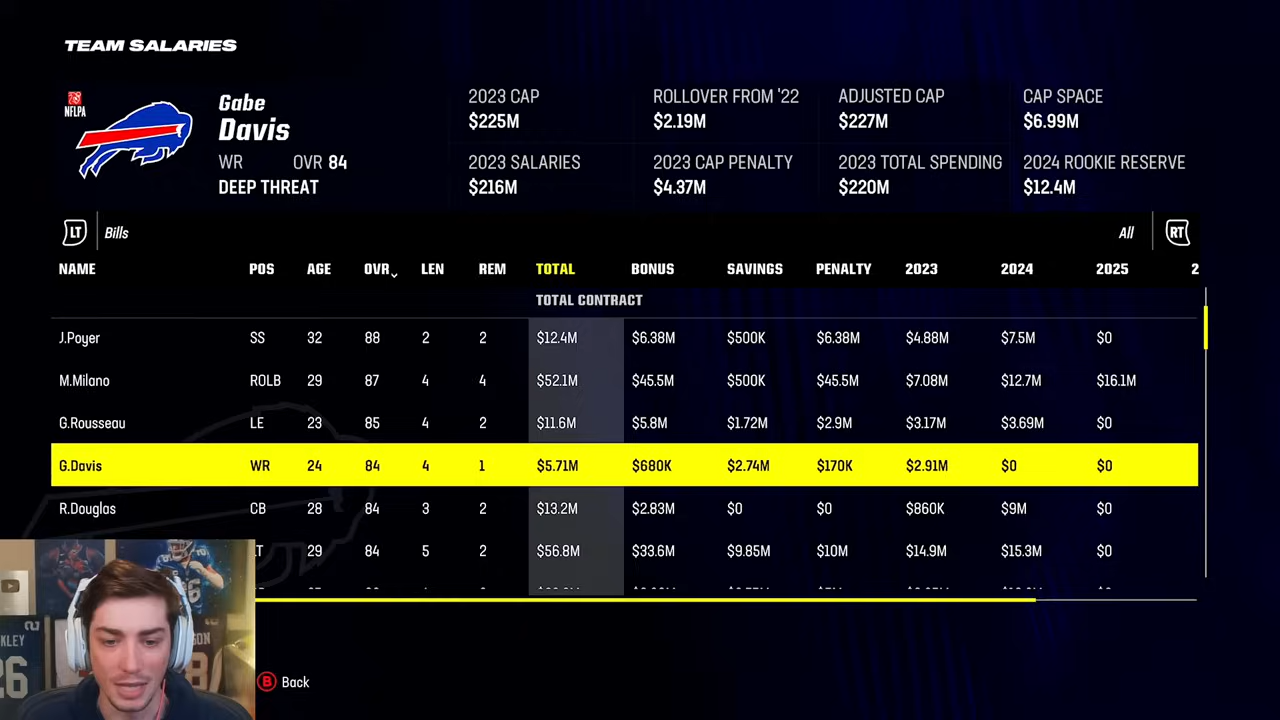 TEAM SALARIES
NFLPA
Gabe
Davis
WR OVR 84
DEEP THREAT
2023 CAP ROLLOVER FROM '22 ADJUSTED CAP CAP SPACE
$225M $2.19M $227M $6.99M
2023 SALARIES 2023 CAP PENALTY 2023 TOTAL SPENDING 2024 ROOKIE RESERVE
$216M $4.37M $220M $12.4M
LT Bills All RT
NAME POS AGE OVR LEN REM TOTAL BONUS SAVINGS PENALTY 2023 2024 2025 2
TOTAL CONTRACT
J.Poyer SS 32 88 2 2 $12.4M $6.38M $500K $6.38M $4.88M $7.5M $0
M.Milano ROLB 29 87 4 4 $52.1M $45.5M $500K $45.5M $7.08M $12.7M $16.1M
G.Rousseau LE 23 85 4 2 $11.6M $5.8M $1.72M $2.9M $3.17M $3.69M $0
G.Davis WR 24 84 4 1 $5.71M $680K $2.74M $170K $2.91M $0 $0
R.Douglas CB 28 84 3 2 $13.2M $2.83M $0 $0 $860K $9M $0
LT 29 84 5 2 $56.8M $33.6M $9.85M $10M $14.9M $15.3M $0
KLEY
26
SON
B Back